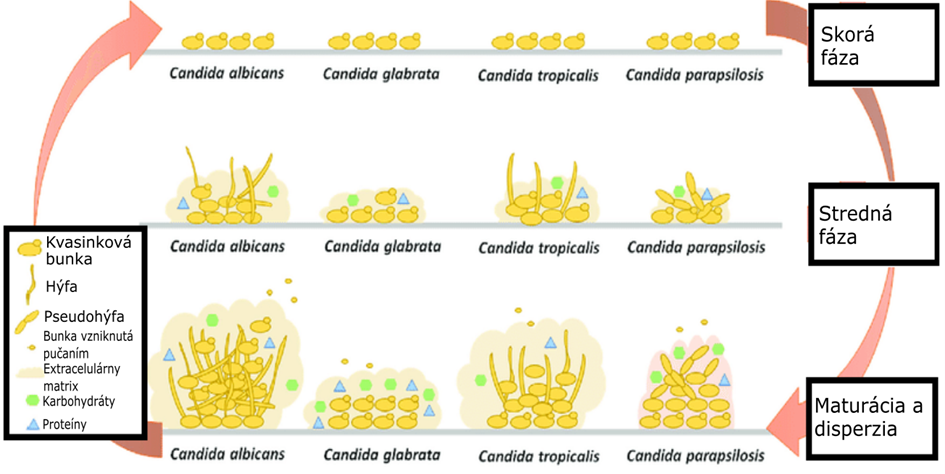 Skorá
fáza
Candida albicans
Candida glabrata
Candida tropicalis
Candida parapsilosis
Stredná
fáza
Candida albicans
Candida glabrata
Candida tropicalis
Candida parapsilosis
Kvasinková
bunka
Hýfa
Pseudohýfa
Bunka vzniknutá
pučaním
Extracelulárny
matrix
Karbohydráty
Proteíny
Maturácia a
disperzia
Candida albicans
Candida glabrata
Candida tropicalis
Candida parapsilosis